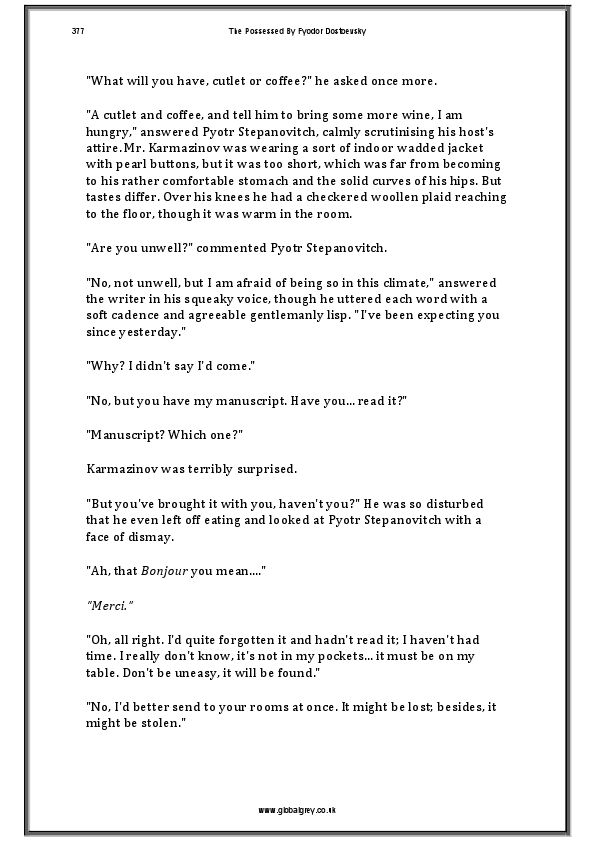 377 The Possessed By Fyodor Dostoevsky
"What will you have, cutlet or coffee?" he asked once more.
"A cutlet and coffee, and tell him to bring some more wine, I am
hungry," answered Pyotr Stepanovitch, calmly scrutinising his host's
attire. Mr. Karmazinov was wearing a sort of indoor wadded jacket
with pearl buttons, but it was too short, which was far from becoming
to his rather comfortable stomach and the solid curves of his hips. But
tastes differ. Over his knees he had a checkered woollen plaid reaching
to the floor, though it was warm in the room.
"Are you unwell?" commented Pyotr Stepanovitch.
"No, not unwell, but I am afraid of being so in this climate," answered
the writer in his squeaky voice, though he uttered each word with a
soft cadence and agreeable gentlemanly lisp. "I've been expecting you
since yesterday."
"Why? I didn't say I'd come."
"No, but you have my manuscript. Have you... read it?"
"Manuscript? Which one?"
Karmazinov was terribly surprised.
"But you've brought it with you, haven't you?" He was so disturbed
that he even left off eating and looked at Pyotr Stepanovitch with a
face of dismay.
"Ah, that Bonjour you mean...."
"Merci."
"Oh, all right. I'd quite forgotten it and hadn't read it; I haven't had
time. I really don't know, it's not in my pockets... it must be on my
table. Don't be uneasy, it will be found."
"No, I'd better send to your rooms at once. It might be lost; besides, it
might be stolen."
www.globalgrey.co.uk